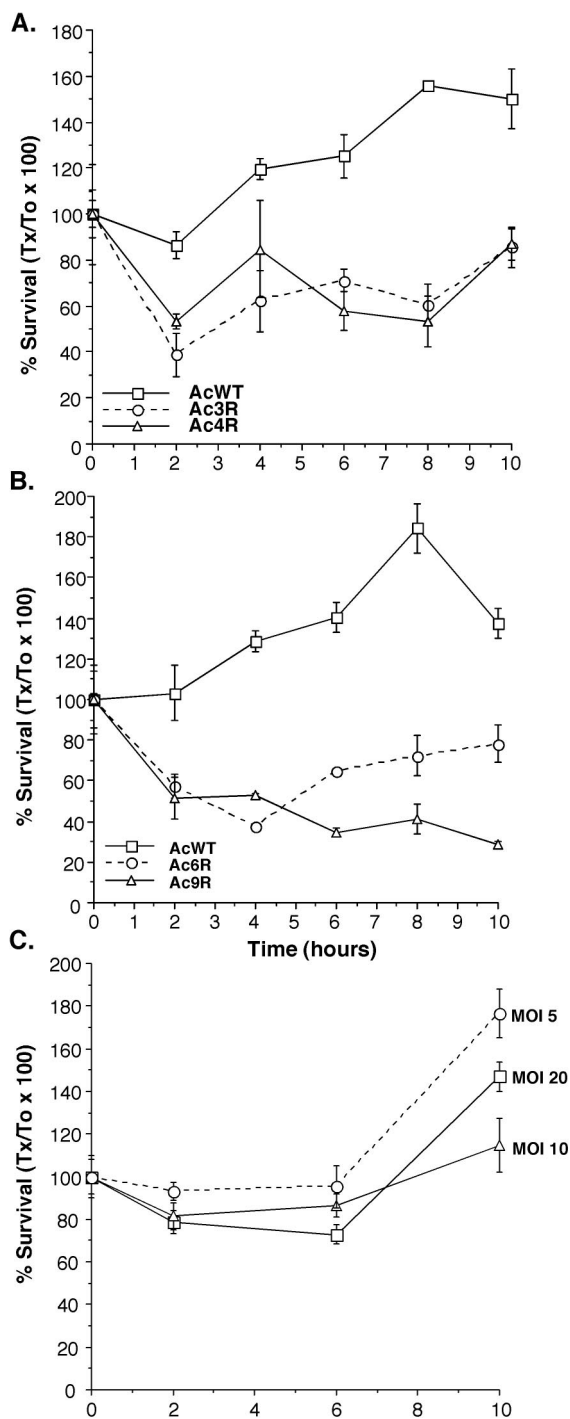 A.
180
160
140
120
100
80
60
40
20
0
% Survival (Tx/To x 100)
AcWT
Ac3R
Ac4R
0 1 2 3 4 5 6 7 8 9 10
B.
200
180
160
140
120
100
80
60
40
20
0
% Survival (Tx/To x 100)
AcWT
Ac6R
Ac9R
0 1 2 3 4 5 6 7 8 9 10
Time (hours)
C.
200
180
160
140
120
100
80
60
40
20
0
% Survival (Tx/To x 100)
MOI 5
MOI 20
MOI 10
0 2 4 6 8 10